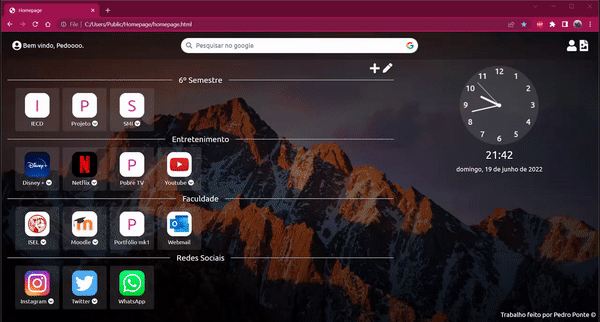 Homepage
File | C:/Users/Public/Homepage/homepage.html
Bem vindo, Pedoooo.
Pesquisar no google
6º Semestre
I P S
IECD Projeto SMI
Entretenimento
Disney+ NETFLIX P
Disney + Netflix Pobre TV Youtube
Faculdade
ISEL P
ISEL Moodle Portfólio mk1 Webmail
Redes Sociais
Instagram Twitter WhatsApp
12
11 1
10 2
9 3
8 4
7 5
6
21:42
domingo, 19 de junho de 2022
Trabalho feito por Pedro Ponte ©